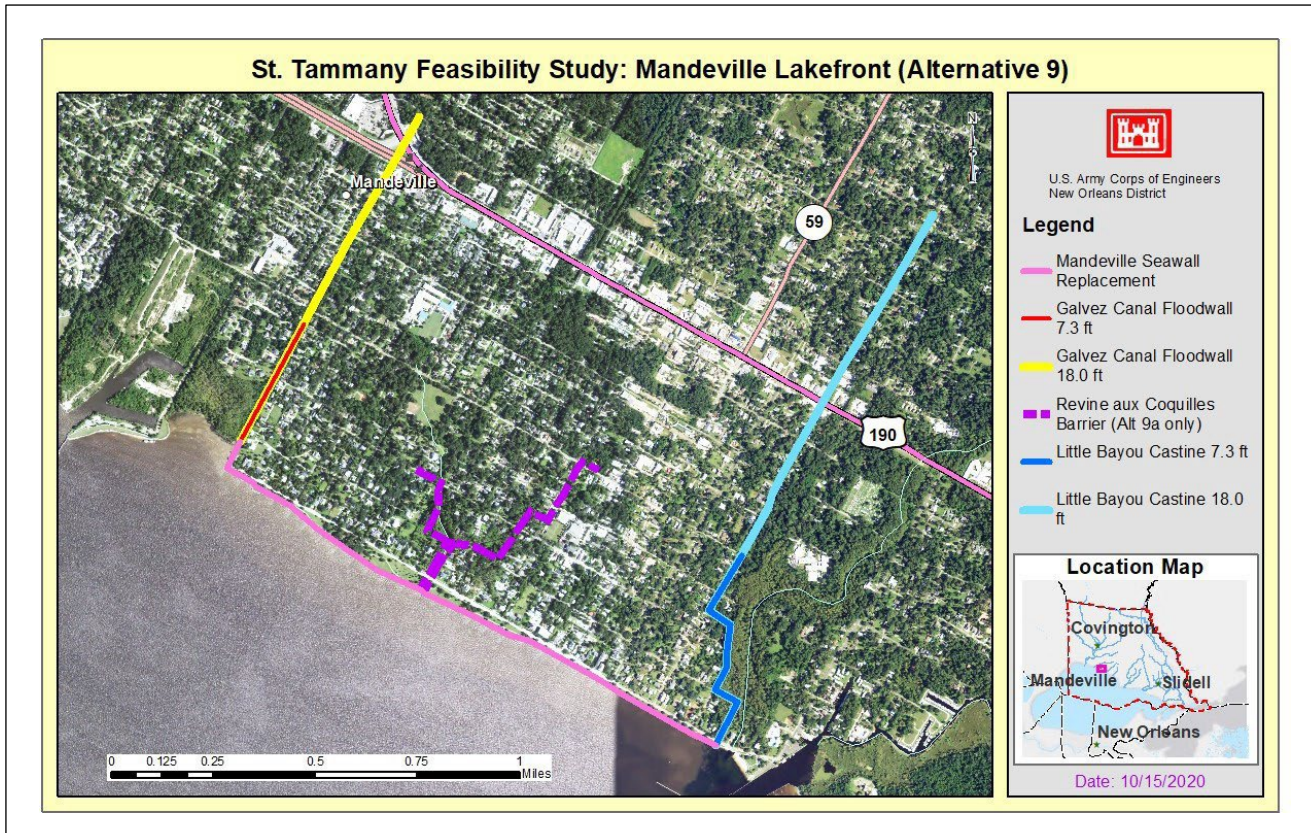 St. Tammany Feasibility Study: Mandeville Lakefront (Alternative 9)
N
Mandeville
59
190
0 0.125 0.25 0.5 0.75 1
Miles
U.S. Army Corps of Engineers
New Orleans District
Legend
Mandeville Seawall
Replacement
Galvez Canal Floodwall
7.3 ft
Galvez Canal Floodwall
18.0 ft
Revine aux Coquilles
Barrier (Alt 9a only)
Little Bayou Castine 7.3 ft
Little Bayou Castine 18.0
ft
Location Map
Covington
Mandeville
Slidell
New Orleans
Date: 10/15/2020